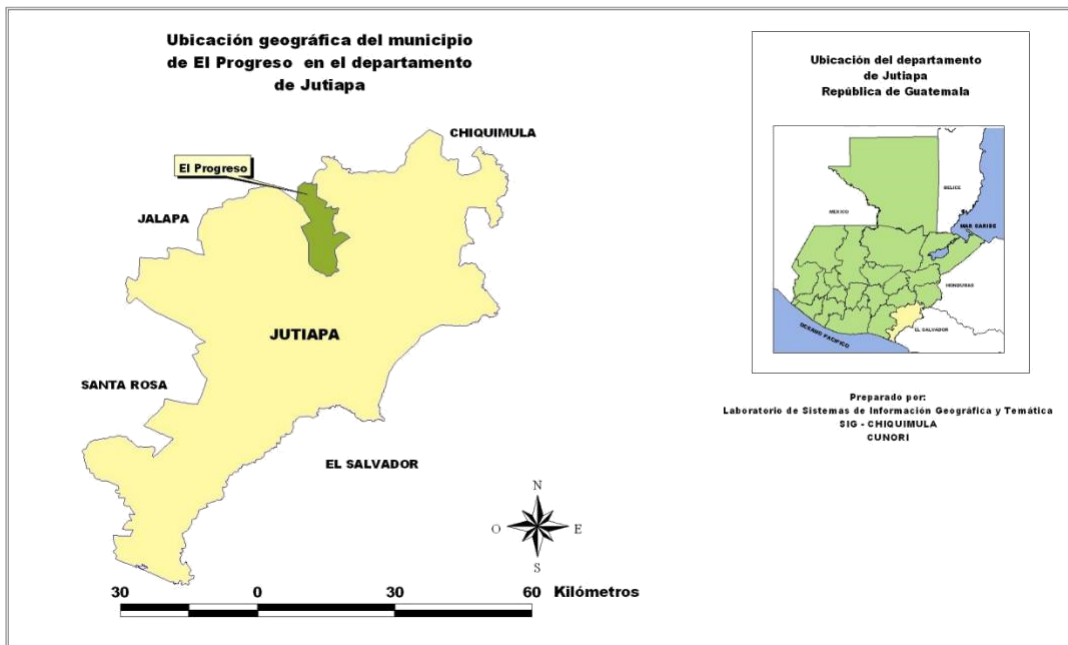 Ubicación geográfica del municipio
de El Progreso en el departamento
de Jutiapa
CHIQUIMULA
El Progreso
JALAPA
JUTIAPA
SANTA ROSA
EL SALVADOR
N
O
E
S
30 0 30 60 Kilómetros
Ubicación del departamento
de Jutiapa
República de Guatemala
BELICE
MEXICO
MAR CARIBE
HONDURAS
EL SALVADOR
OCEANO PACIFICO
Preparado por:
Laboratorio de Sistemas de Información Geográfica y Temática
SIG - CHIQUIMULA
CUNORI